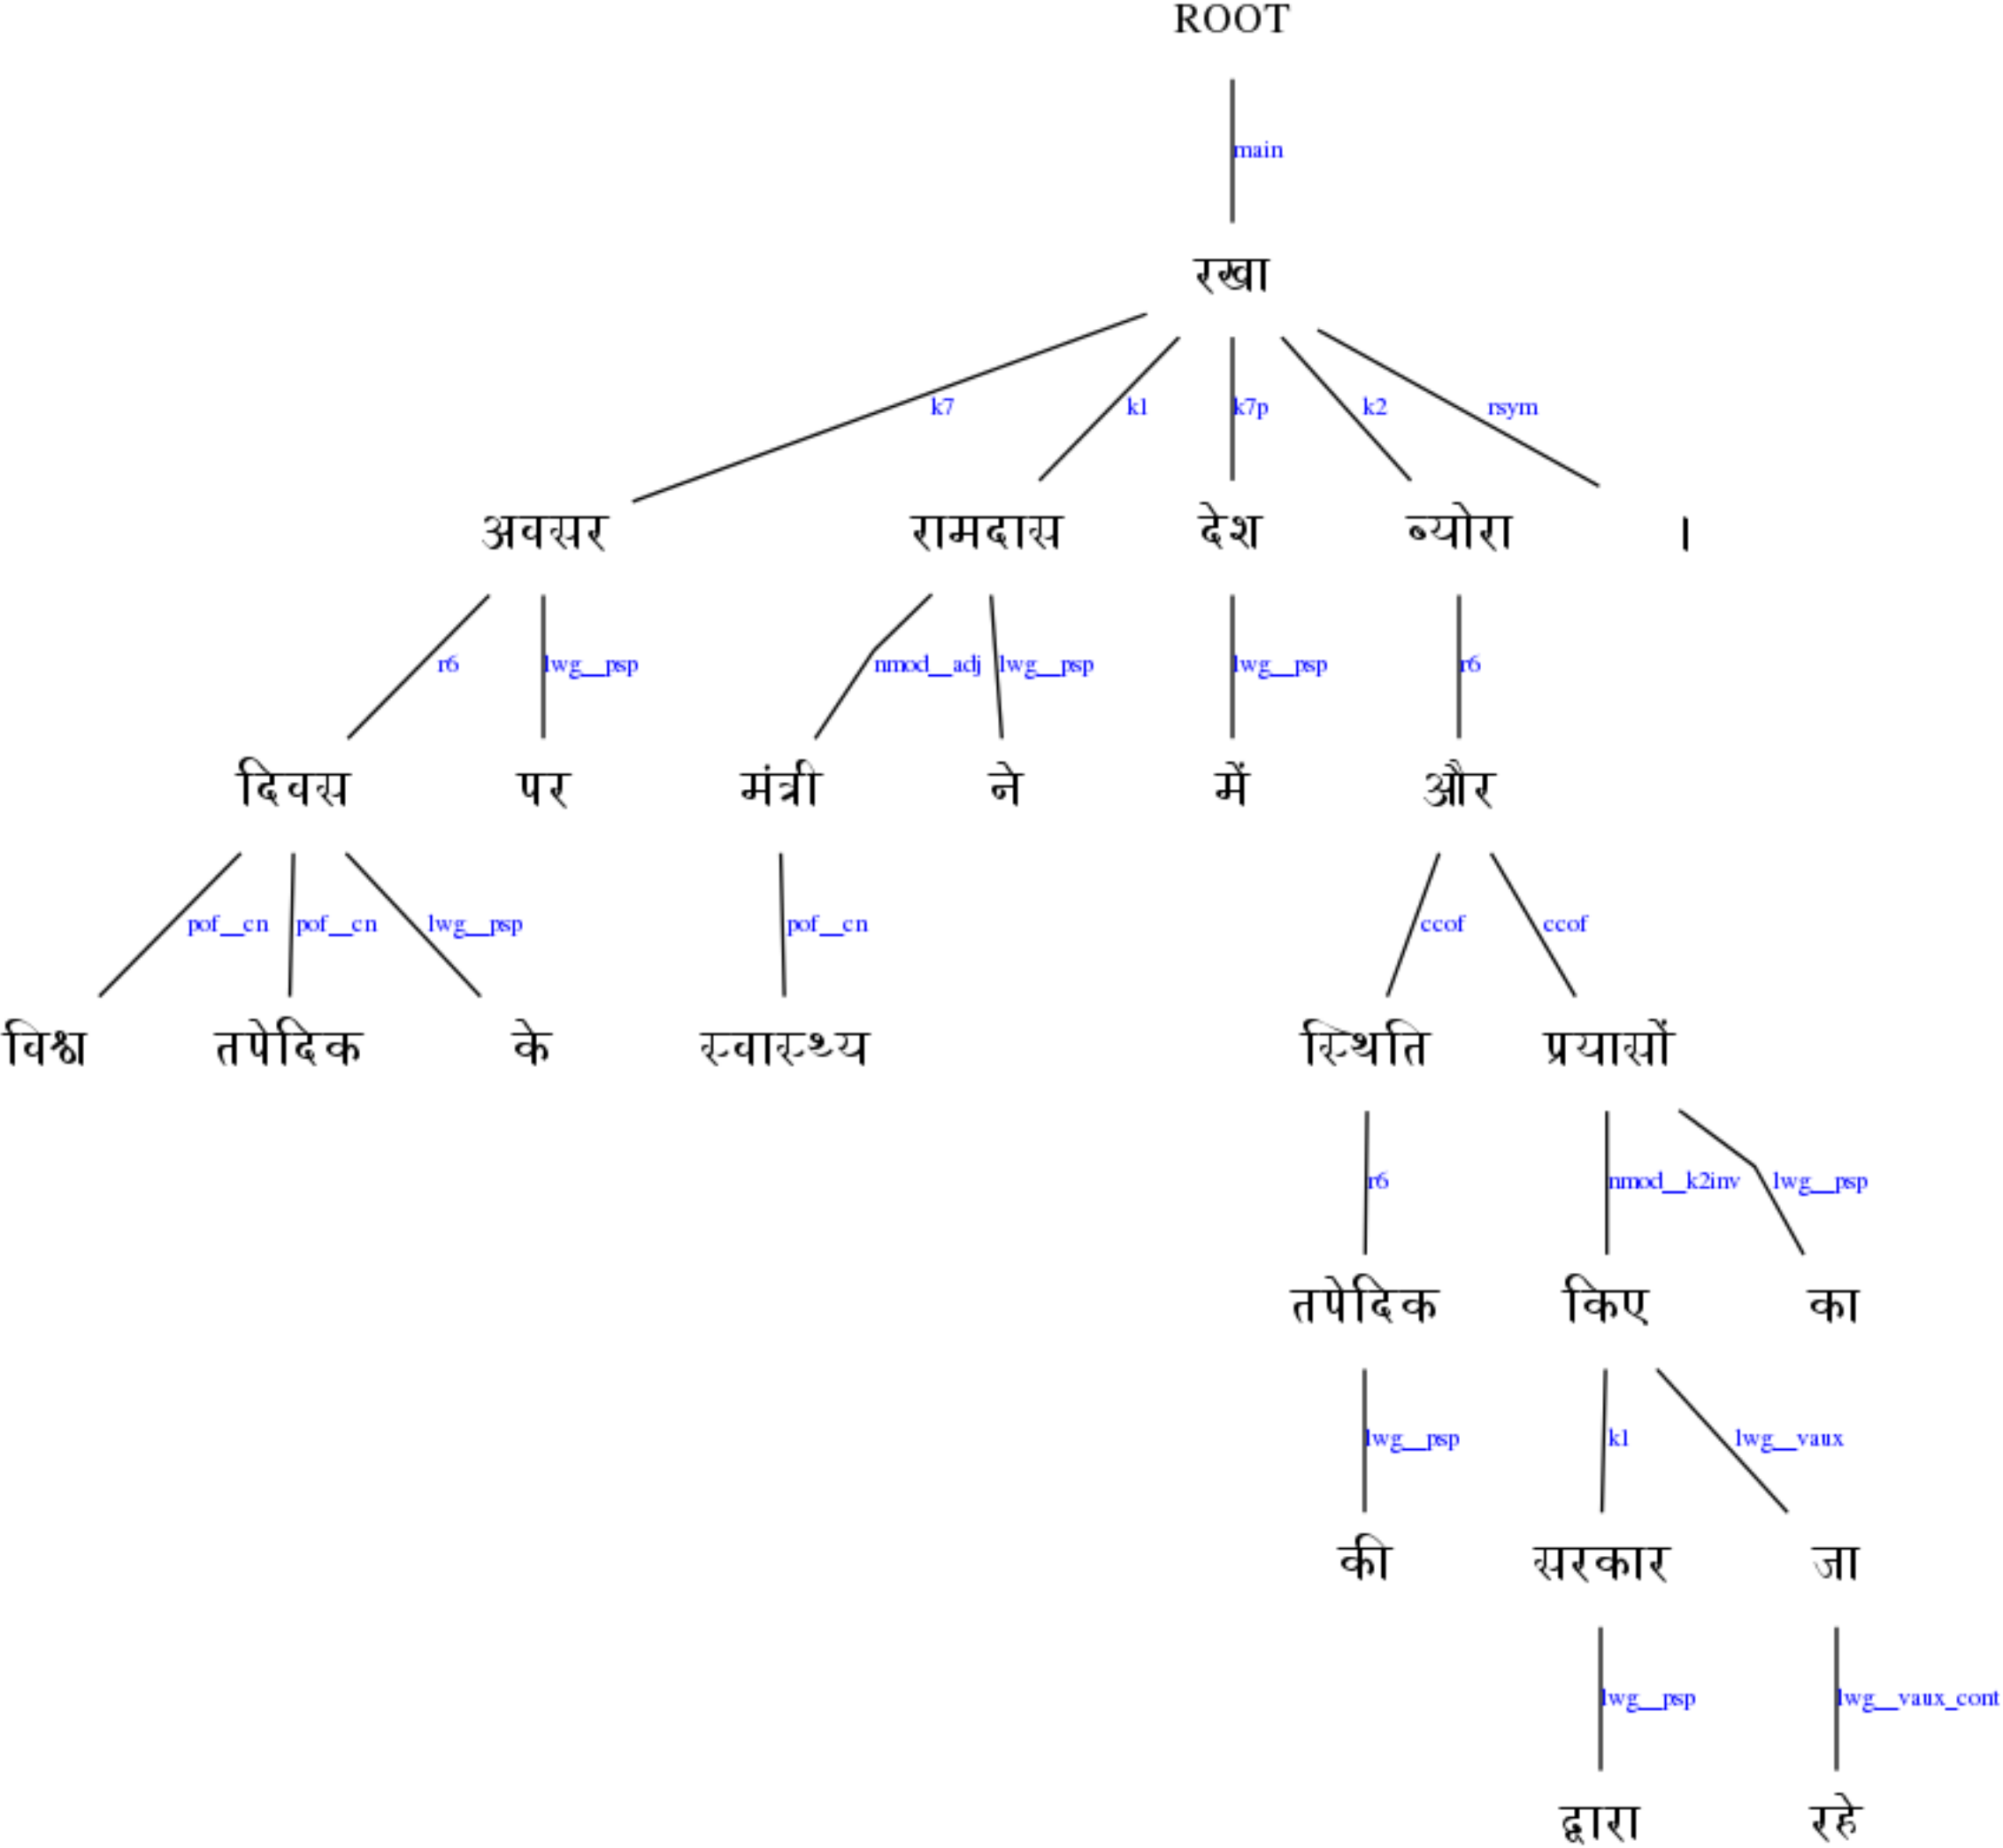 ROOT
main
रखा
k7 k1 k7p k2 rsym
अवसर रामदास देश ब्योरा ।
r6 lwg__psp nmod__adj lwg__psp lwg__psp r6
दिवस पर मंत्री ने में और
pof__cn pof__cn lwg__psp pof__cn ccof ccof
विश्व तपेदिक के स्वास्थ्य स्थिति प्रयासों
r6 nmod__k2inv lwg__psp
तपेदिक किए का
lwg__psp k1 lwg__vaux
की सरकार जा
lwg__psp lwg__vaux_cont
द्वारा रहे